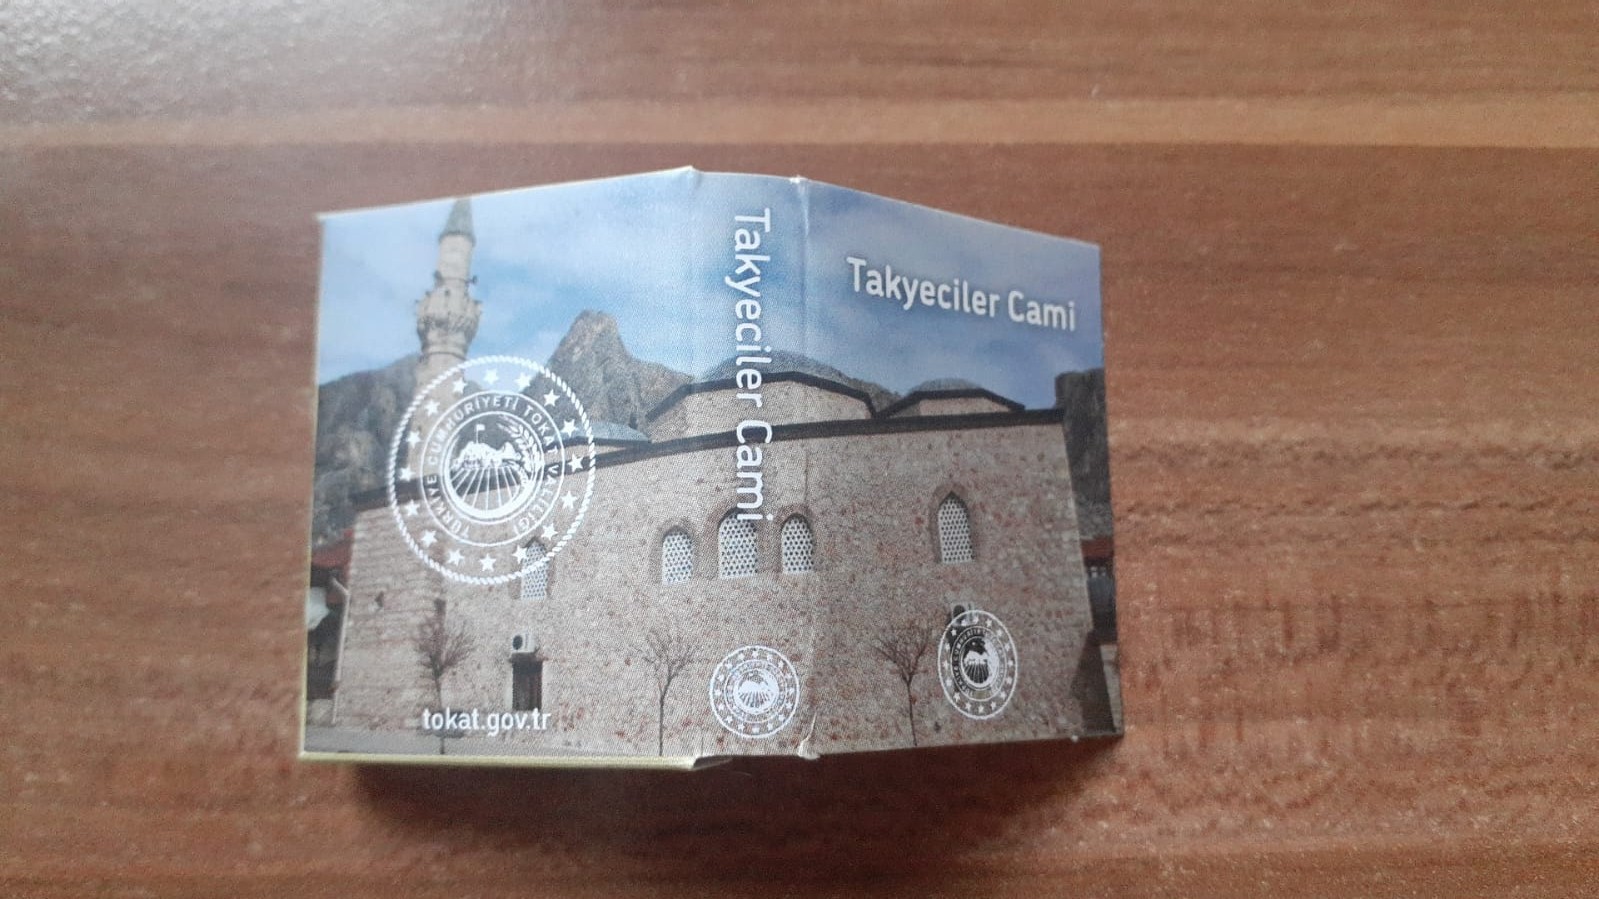 TÜRKİYE CUMHURİYETİ TOKAT VALİLİĞİ
tokat.gov.tr
Takyeciler Cami
Takyeciler Cami